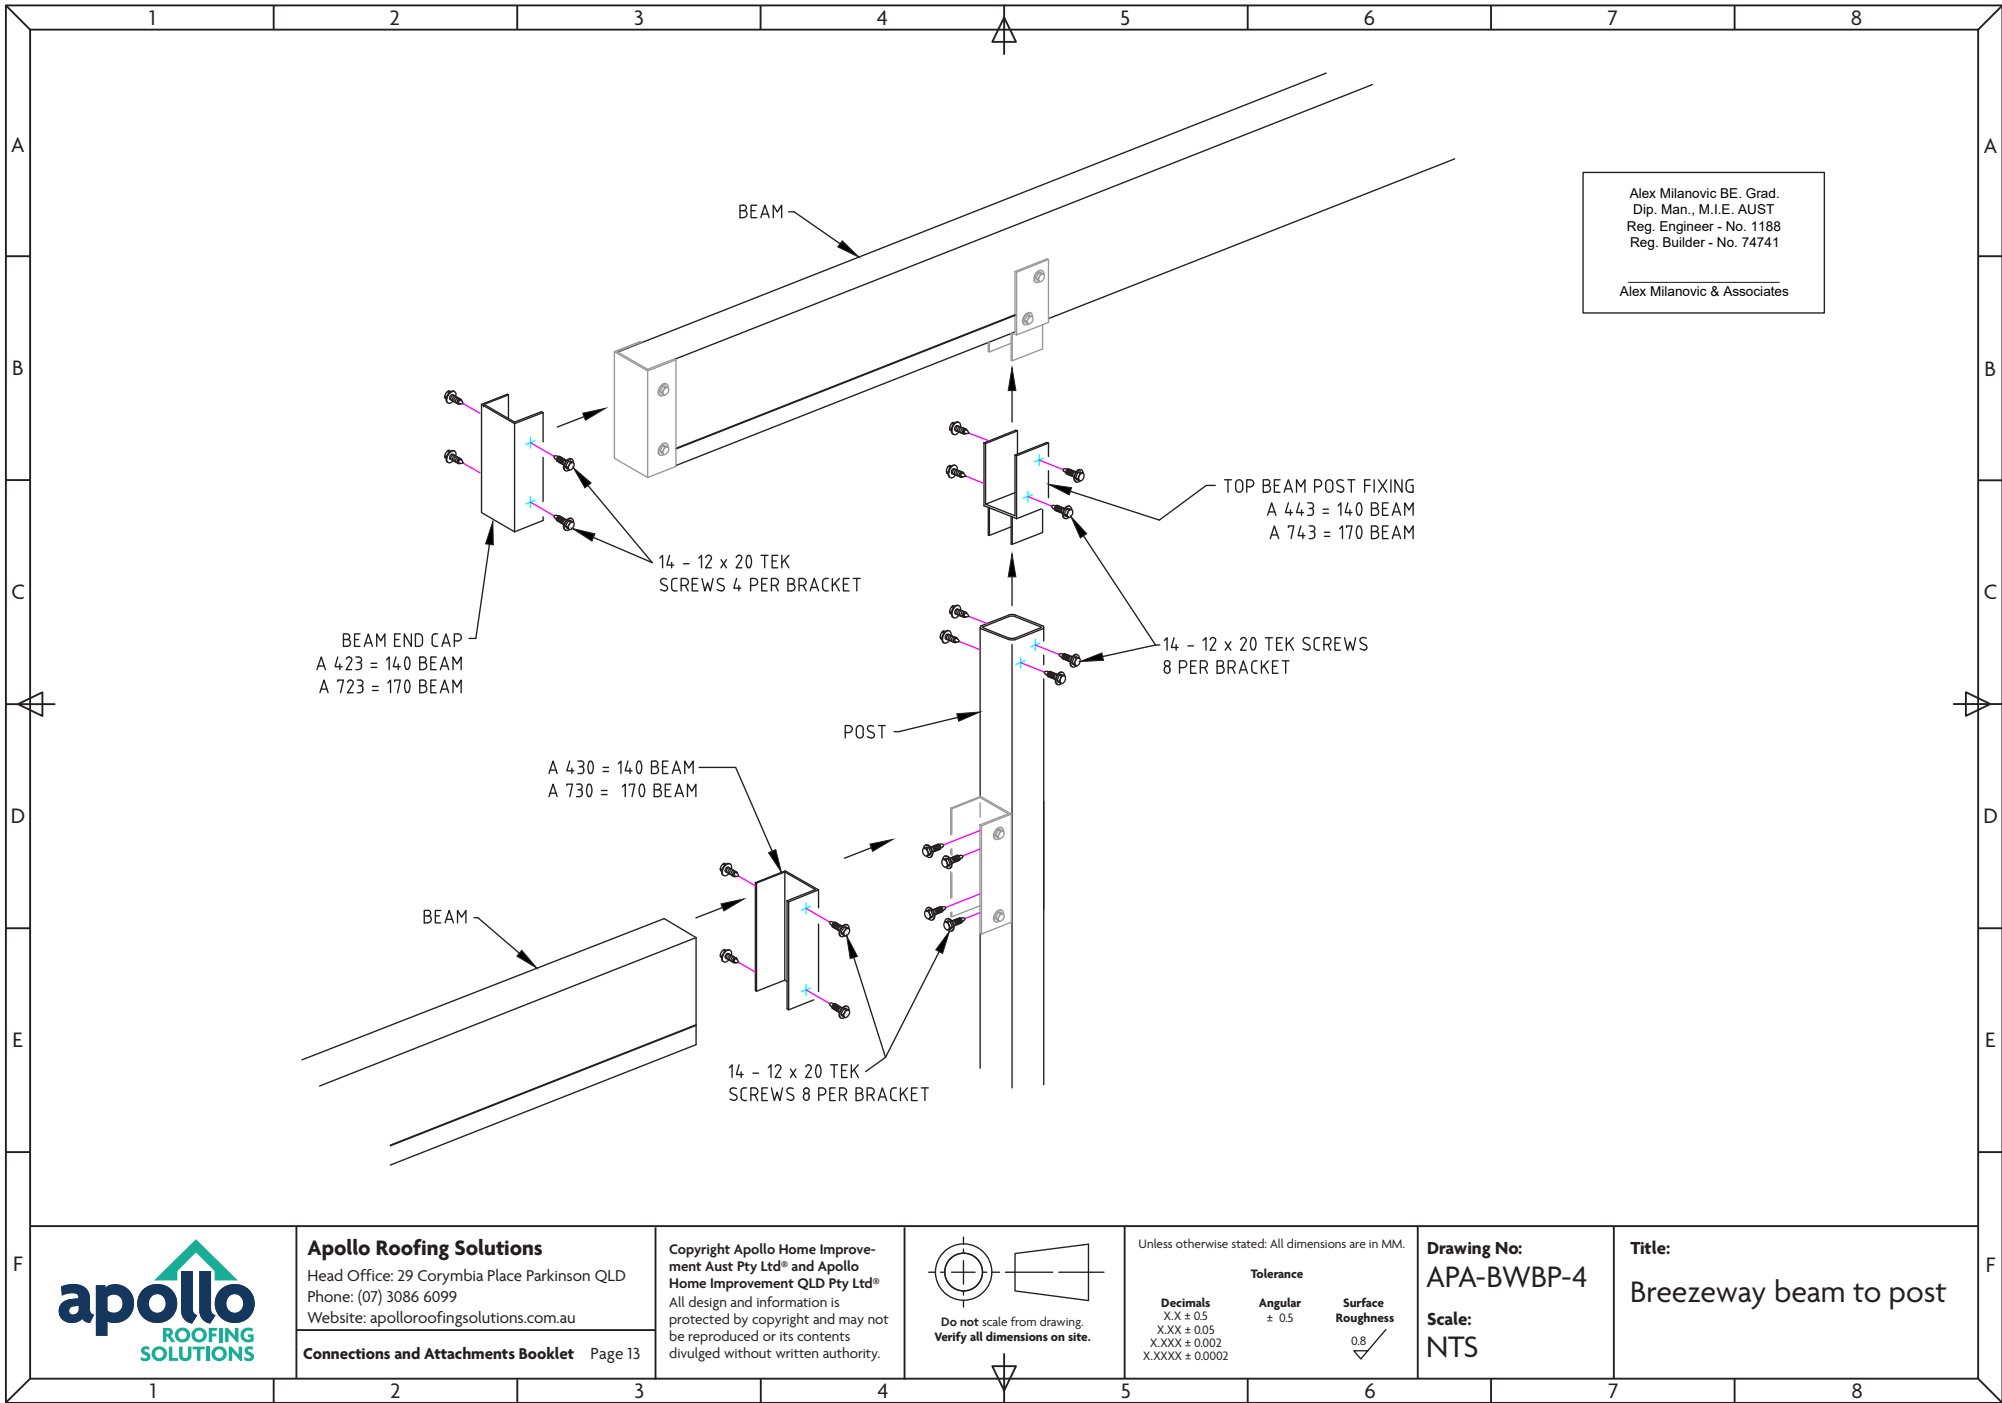 1 2 3 4 5 6 7 8
A A
B B
C C
D D
E E
F F
BEAM
Alex Milanovic BE. Grad.
Dip. Man., M.I.E. AUST
Reg. Engineer - No. 1188
Reg. Builder - No. 74741
Alex Milanovic & Associates
TOP BEAM POST FIXING
A 443 = 140 BEAM
A 743 = 170 BEAM
14 - 12 x 20 TEK
SCREWS 4 PER BRACKET
BEAM END CAP
A 423 = 140 BEAM
A 723 = 170 BEAM
14 - 12 x 20 TEK SCREWS
8 PER BRACKET
POST
A 430 = 140 BEAM
A 730 = 170 BEAM
BEAM
14 - 12 x 20 TEK
SCREWS 8 PER BRACKET
apollo
ROOFING
SOLUTIONS
Apollo Roofing Solutions
Head Office: 29 Corymbia Place Parkinson QLD
Phone: (07) 3086 6099
Website: apolloroofingsolutions.com.au
Connections and Attachments Booklet Page 13
Copyright Apollo Home Improve-
ment Aust Pty Ltd® and Apollo
Home Improvement QLD Pty Ltd®
All design and information is
protected by copyright and may not
be reproduced or its contents
divulged without written authority.
Do not scale from drawing.
Verify all dimensions on site.
Unless otherwise stated: All dimensions are in MM.
Tolerance
Decimals Angular Surface
Roughness
X.X ± 0.5 ± 0.5
X.XX ± 0.05
X.XXX ± 0.002
X.XXXX ± 0.0002
0.8
Drawing No:
APA-BWBP-4
Scale:
NTS
Title:
Breezeway beam to post
1 2 3 4 5 6 7 8